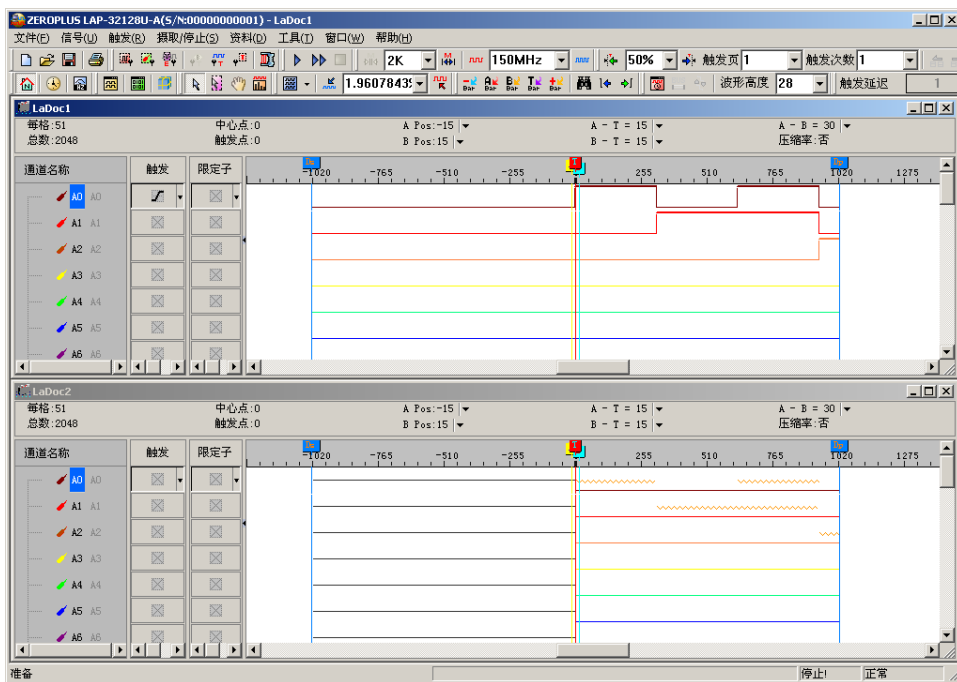 ZEROPLUS LAP-32128U-A(S/N:00000000001) - LaDoc1
文件(F) 信号(U) 触发(R) 摄取/停止(S) 资料(D) 工具(T) 窗口(W) 帮助(H)
2K 150MHz 50% 触发页 1 触发次数 1
1.9607843 Bar Bar Bar Bar Bar 波形高度 28 触发延迟 1
LaDoc1
每格:51 中心点:0 A Pos:-15 A - T = 15 A - B = 30
总数:2048 触发点:0 B Pos:15 B - T = 15 压缩率:否
通道名称 触发 限定子 -1020 -765 -510 -255 T 255 510 765 1020 1275
A0 A0
A1 A1
A2 A2
A3 A3
A4 A4
A5 A5
A6 A6
LaDoc2
每格:51 中心点:0 A Pos:-15 A - T = 15 A - B = 30
总数:2048 触发点:0 B Pos:15 B - T = 15 压缩率:否
通道名称 触发 限定子 -1020 -765 -510 -255 T 255 510 765 1020 1275
A0 A0
A1 A1
A2 A2
A3 A3
A4 A4
A5 A5
A6 A6
准备 停止! 正常